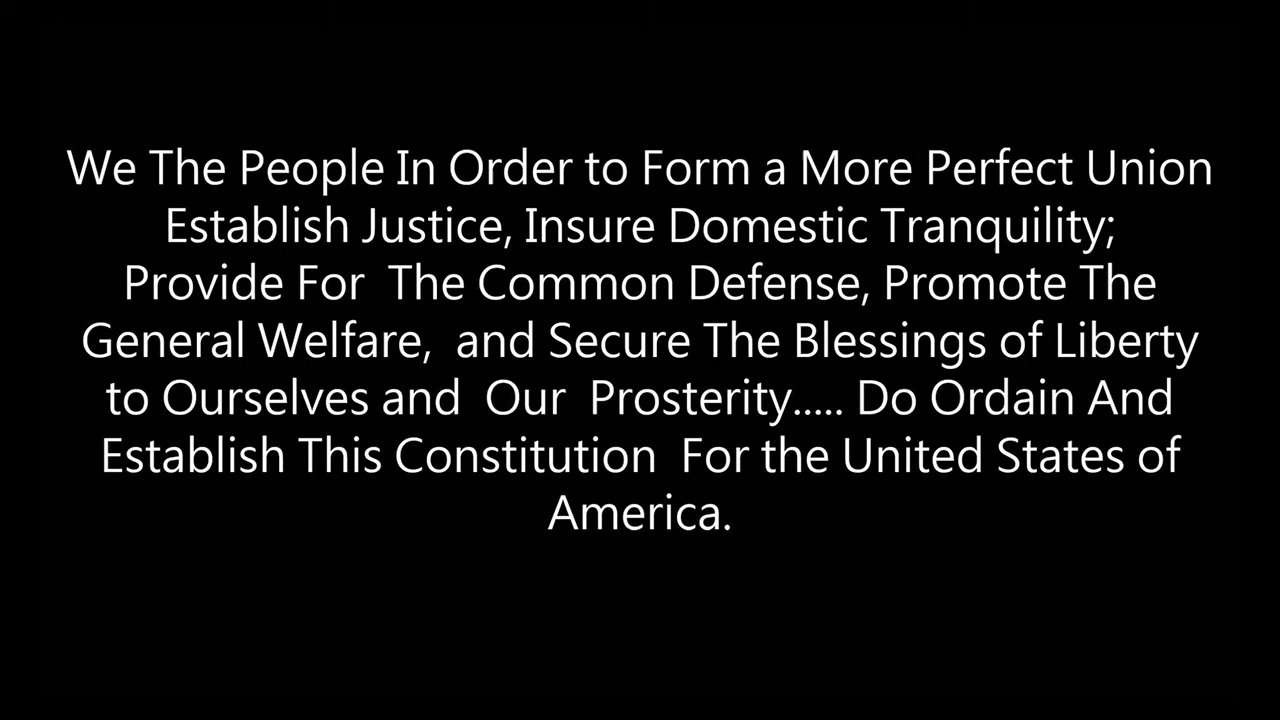 We The People In Order to Form a More Perfect Union
Establish Justice, Insure Domestic Tranquility;
Provide For  The Common Defense, Promote The
General Welfare,  and Secure The Blessings of Liberty
to Ourselves and  Our  Prosterity..... Do Ordain And
Establish This Constitution  For the United States of
America.